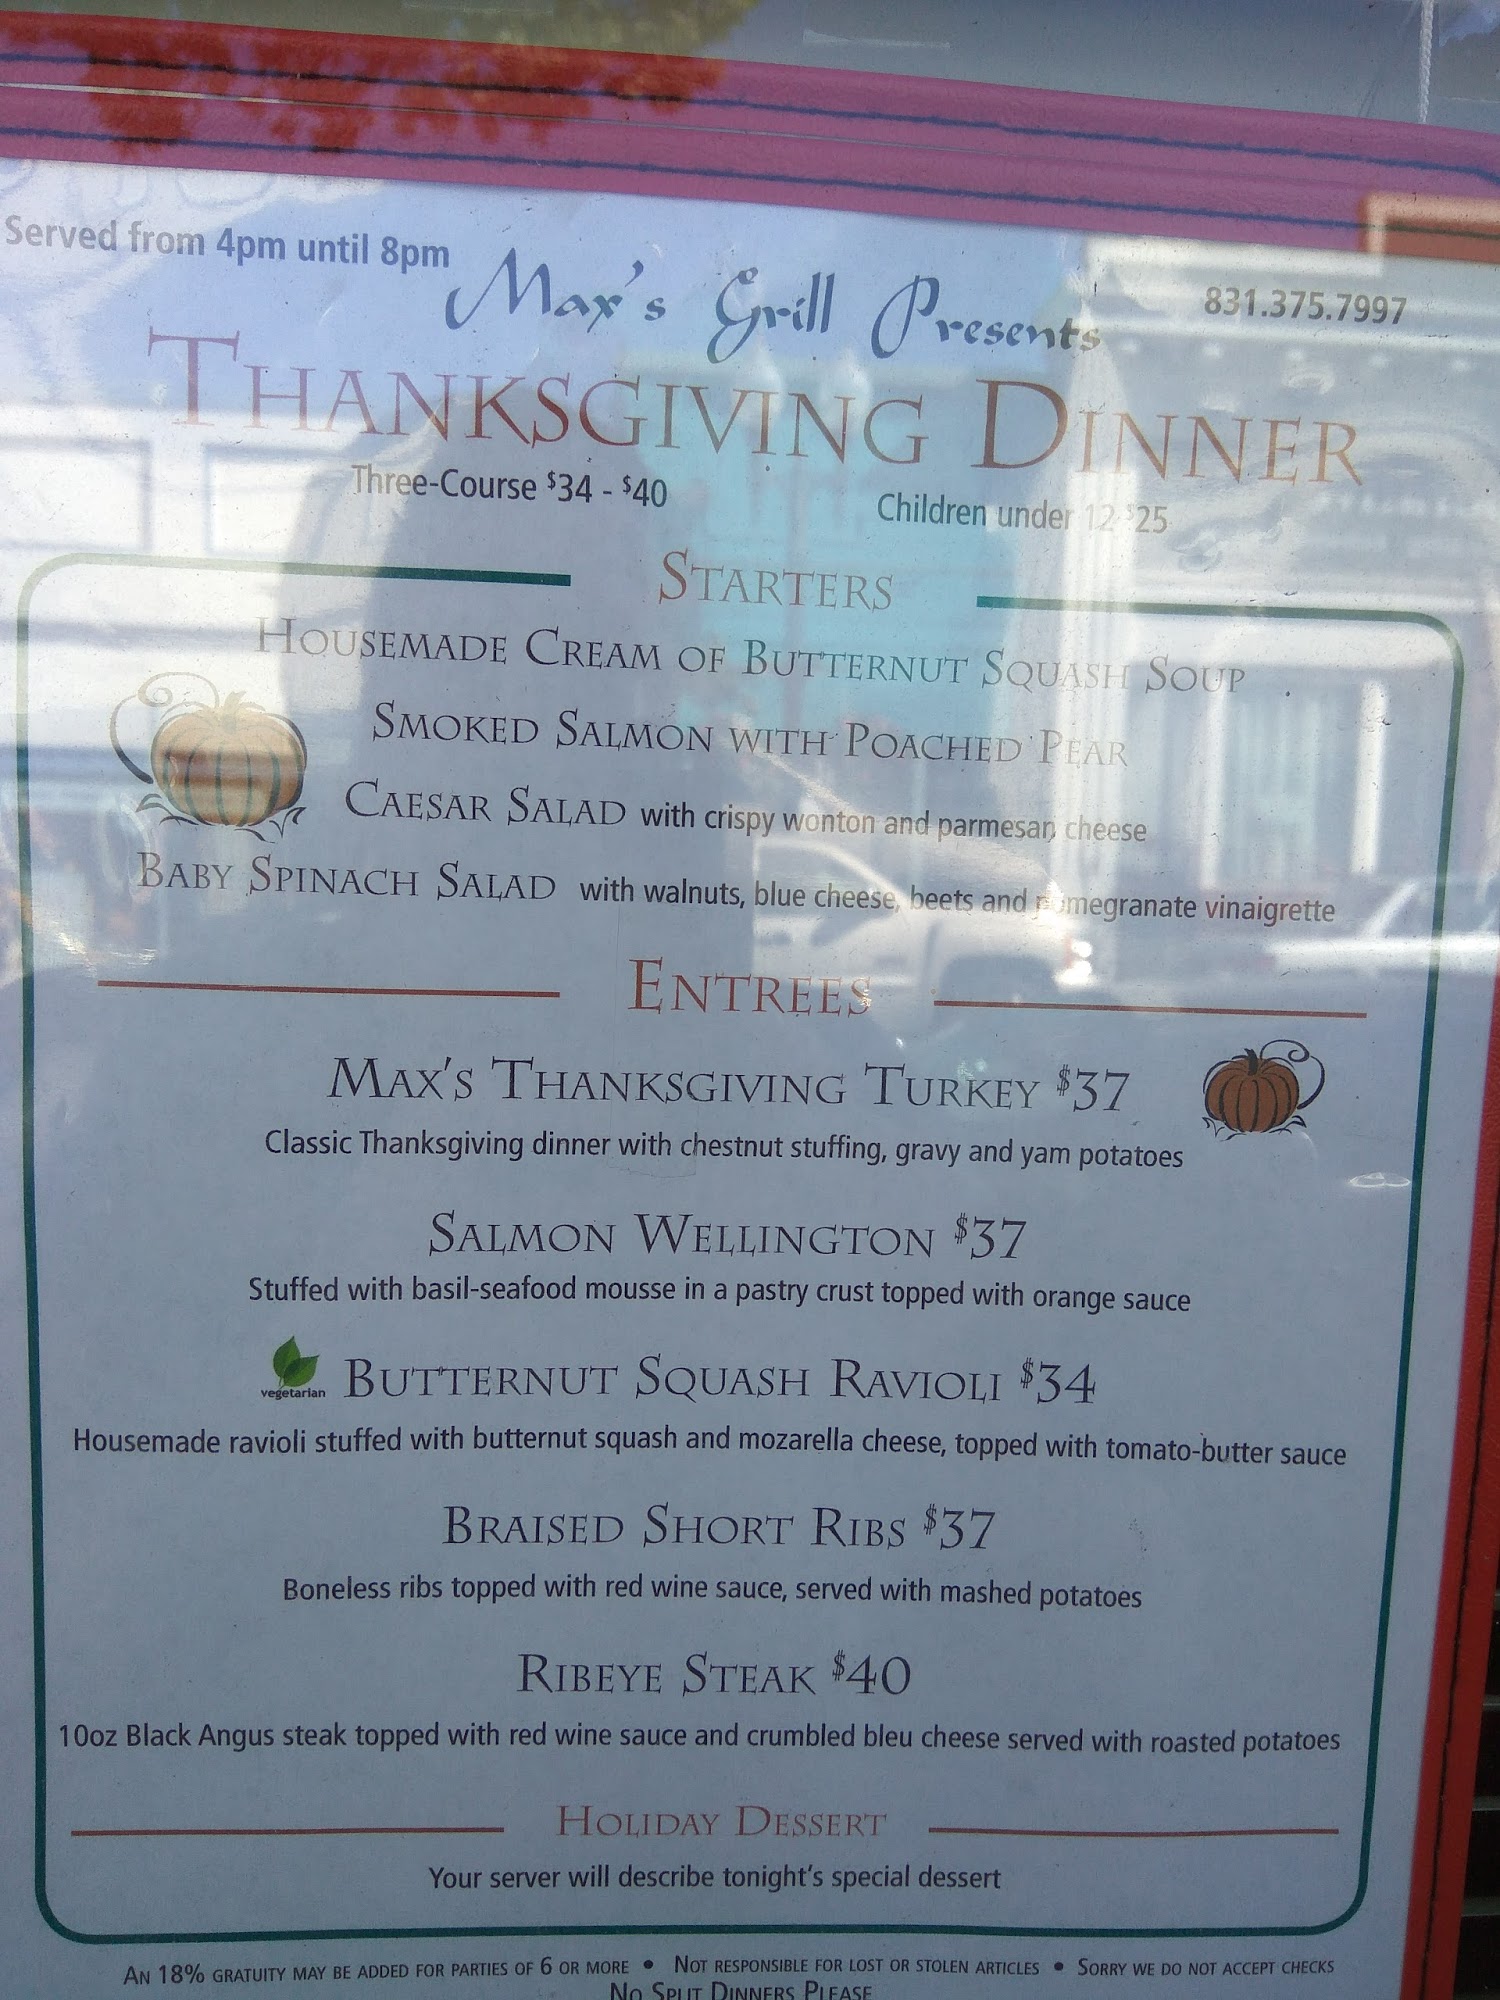 Served from 4pm until 8pm
Max's Grill Presents
831.375.7997
THANKSGIVING DINNER
Three-Course $34 - $40
Children under 12 $25
STARTERS
HOUSEMADE CREAM OF BUTTERNUT SQUASH SOUP
SMOKED SALMON WITH POACHED PEAR
CAESAR SALAD with crispy wonton and parmesan cheese
BABY SPINACH SALAD with walnuts, blue cheese, beets and pomegranate vinaigrette
ENTREES
MAX'S THANKSGIVING TURKEY $37
Classic Thanksgiving dinner with chestnut stuffing, gravy and yam potatoes
SALMON WELLINGTON $37
Stuffed with basil-seafood mousse in a pastry crust topped with orange sauce
vegetarian BUTTERNUT SQUASH RAVIOLI $34
Housemade ravioli stuffed with butternut squash and mozarella cheese, topped with tomato-butter sauce
BRAISED SHORT RIBS $37
Boneless ribs topped with red wine sauce, served with mashed potatoes
RIBEYE STEAK $40
10oz Black Angus steak topped with red wine sauce and crumbled bleu cheese served with roasted potatoes
HOLIDAY DESSERT
Your server will describe tonight's special dessert
AN 18% GRATUITY MAY BE ADDED FOR PARTIES OF 6 OR MORE • NOT RESPONSIBLE FOR LOST OR STOLEN ARTICLES • SORRY WE DO NOT ACCEPT CHECKS
NO SPLIT DINNERS PLEASE